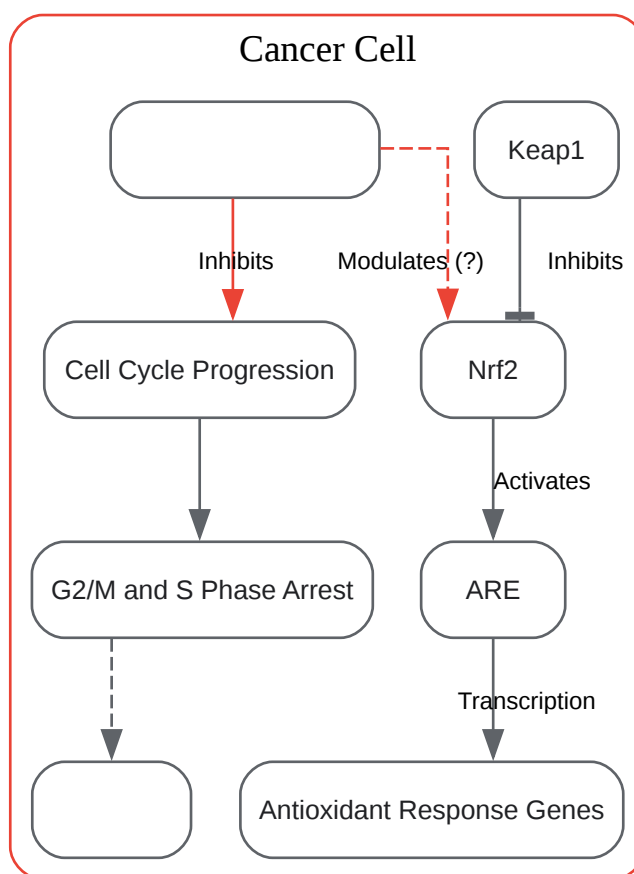 Cancer Cell
Keap1
Inhibits
Modulates (?)
Inhibits
Cell Cycle Progression
Nrf2
Activates
G2/M and S Phase Arrest
ARE
Transcription
Antioxidant Response Genes